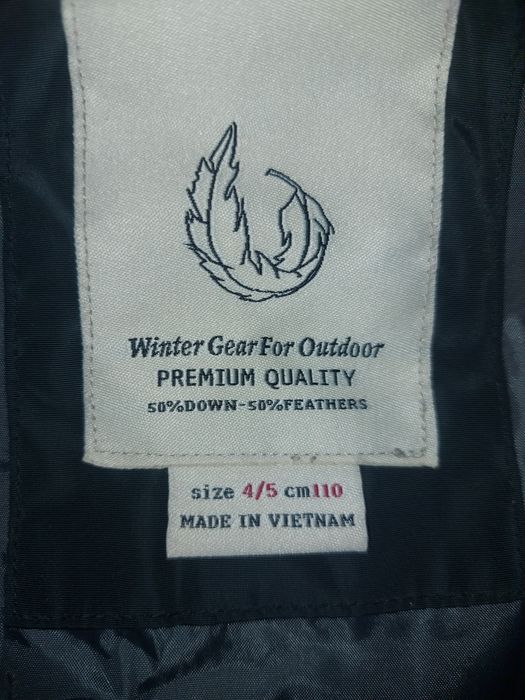 Winter Gear For Outdoor
PREMIUM QUALITY
50%DOWN-50%FEATHERS
size 4/5 cm110
MADE IN VIETNAM